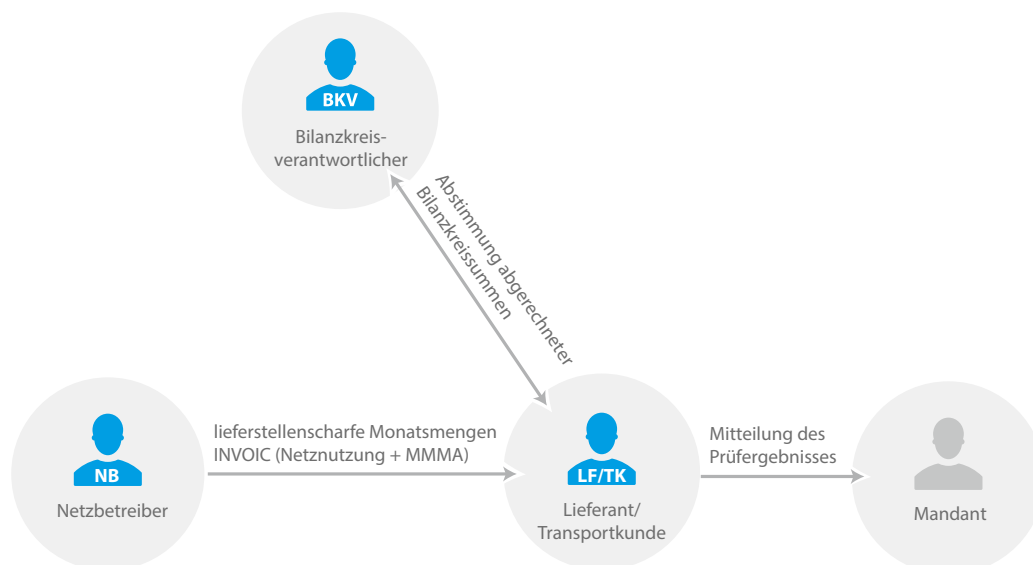 BKV
Bilanzkreis-
verantwortlicher
Abstimmung abgerechneter
Bilanzkreissummen
lieferstellenscharfe Monatsmengen
INVOIC (Netznutzung + MMMA)
Mitteilung des
Prüfergebnisses
NB
Netzbetreiber
LF/TK
Lieferant/
Transportkunde
Mandant